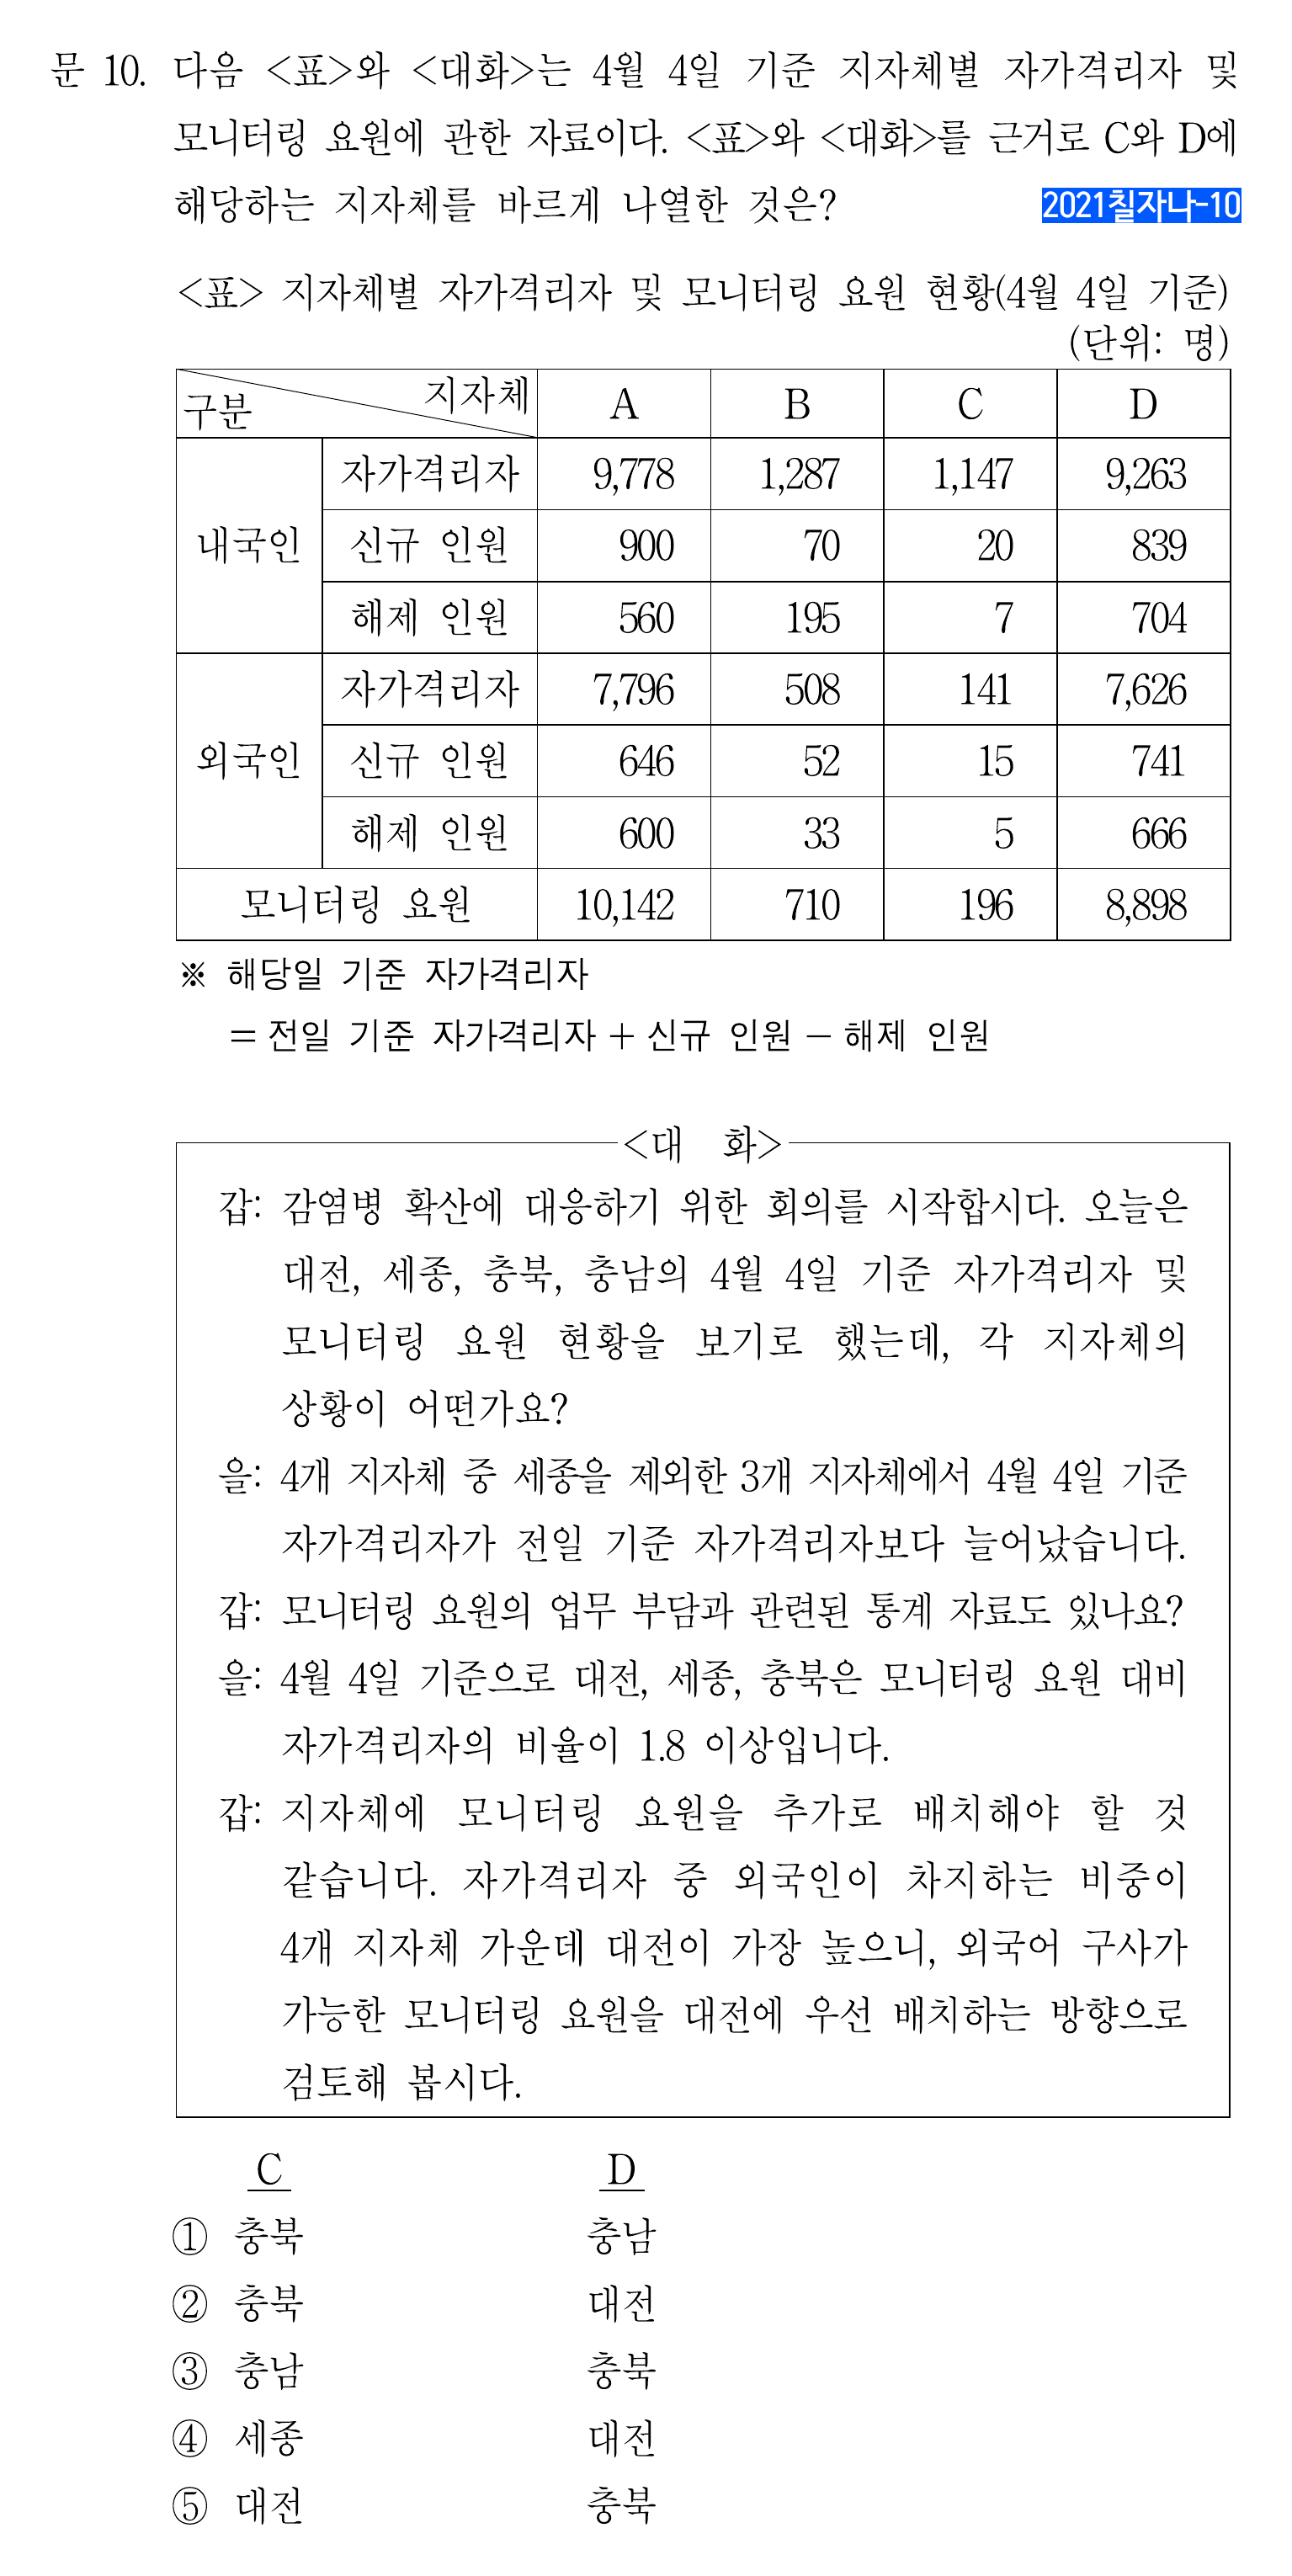 문 10. 다음 <표>와 <대화>는 4월 4일 기준 지자체별 자가격리자 및
모니터링 요원에 관한 자료이다. <표>와 <대화>를 근거로 C와 D에
해당하는 지자체를 바르게 나열한 것은?
2021칠자나-10
<표> 지자체별 자가격리자 및 모니터링 요원 현황(4월 4일 기준)
(단위: 명)
구분 지자체 A B C D
내국인 자가격리자 9,778 1,287 1,147 9,263
신규 인원 900 70 20 839
해제 인원 560 195 7 704
외국인 자가격리자 7,796 508 141 7,626
신규 인원 646 52 15 741
해제 인원 600 33 5 666
모니터링 요원 10,142 710 196 8,898
※ 해당일 기준 자가격리자
= 전일 기준 자가격리자 + 신규 인원 - 해제 인원
<대 화>
갑: 감염병 확산에 대응하기 위한 회의를 시작합시다. 오늘은
대전, 세종, 충북, 충남의 4월 4일 기준 자가격리자 및
모니터링 요원 현황을 보기로 했는데, 각 지자체의
상황이 어떤가요?
을: 4개 지자체 중 세종을 제외한 3개 지자체에서 4월 4일 기준
자가격리자가 전일 기준 자가격리자보다 늘어났습니다.
갑: 모니터링 요원의 업무 부담과 관련된 통계 자료도 있나요?
을: 4월 4일 기준으로 대전, 세종, 충북은 모니터링 요원 대비
자가격리자의 비율이 1.8 이상입니다.
갑: 지자체에 모니터링 요원을 추가로 배치해야 할 것
같습니다. 자가격리자 중 외국인이 차지하는 비중이
4개 지자체 가운데 대전이 가장 높으니, 외국어 구사가
가능한 모니터링 요원을 대전에 우선 배치하는 방향으로
검토해 봅시다.
C D
① 충북 충남
② 충북 대전
③ 충남 충북
④ 세종 대전
⑤ 대전 충북